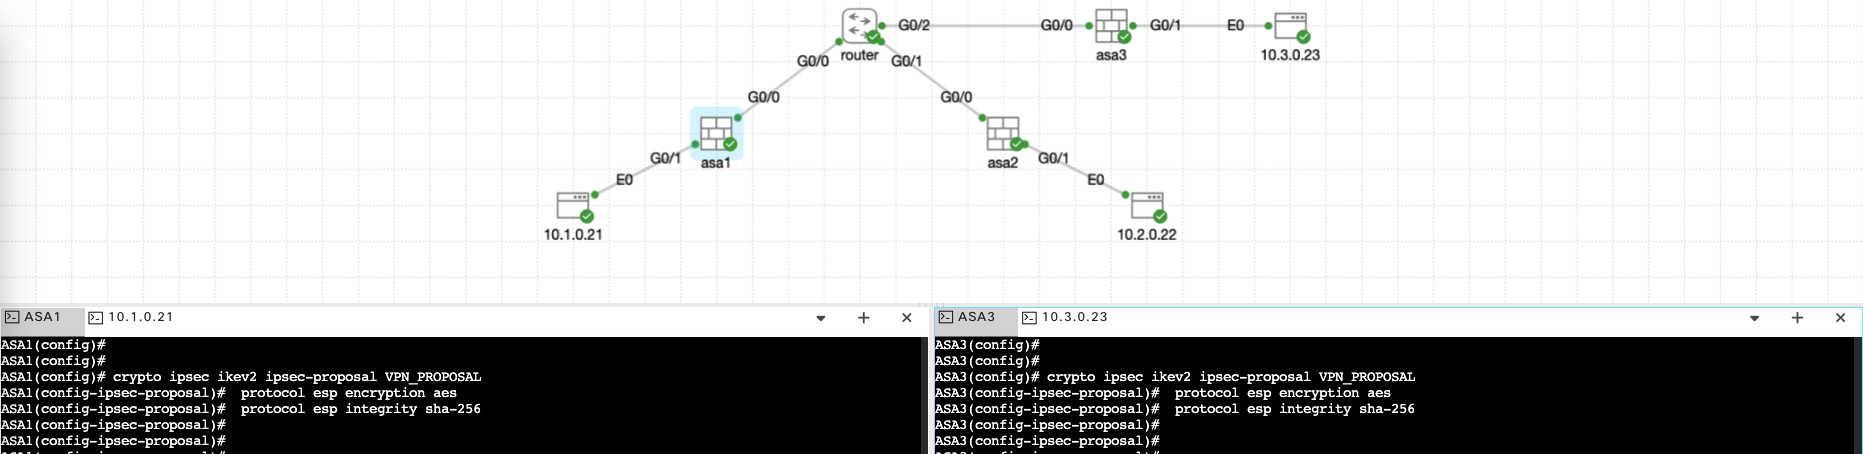 G0/2
G0/0
G0/1
E0
router
asa3
10.3.0.23
G0/0
G0/1
G0/0
G0/0
asa1
asa2
G0/1
G0/1
E0
E0
10.1.0.21
10.2.0.22
ASA1
10.1.0.21
ASA1(config)#
ASA1(config)#
ASA1(config)# crypto ipsec ikev2 ipsec-proposal VPN_PROPOSAL
ASA1(config-ipsec-proposal)#  protocol esp encryption aes
ASA1(config-ipsec-proposal)#  protocol esp integrity sha-256
ASA1(config-ipsec-proposal)#
ASA1(config-ipsec-proposal)#
ASA3
10.3.0.23
ASA3(config)#
ASA3(config)#
ASA3(config)# crypto ipsec ikev2 ipsec-proposal VPN_PROPOSAL
ASA3(config-ipsec-proposal)#  protocol esp encryption aes
ASA3(config-ipsec-proposal)#  protocol esp integrity sha-256
ASA3(config-ipsec-proposal)#
ASA3(config-ipsec-proposal)#